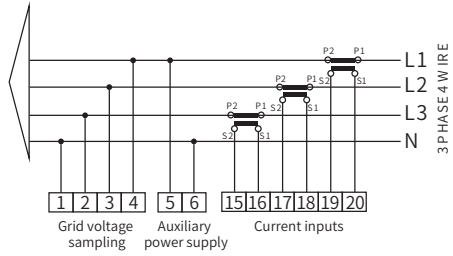 P2 P1
L1
P2 P1 S2 S1
L2
P2 P1 S2 S1
L3
S2 S1
N
3 PHASE 4 WIRE
1 2 3 4 5 6 15 16 17 18 19 20
Grid voltage sampling
Auxiliary power supply
Current inputs